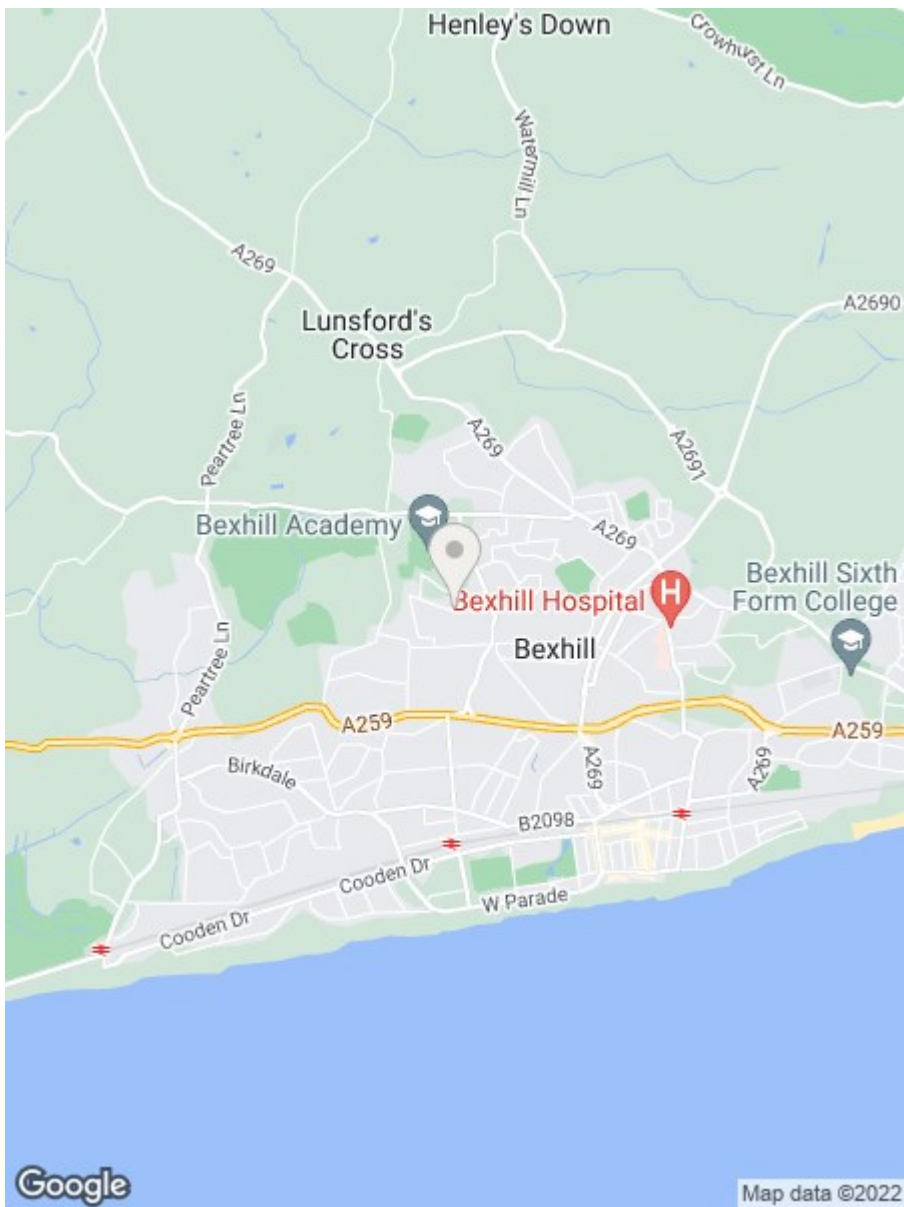 Henley's Down
Crowhurst Ln
Watermill Ln
A269
A2690
Lunsford's
Cross
Peartree Ln
A269
A2691
Bexhill Academy
A269
Bexhill Hospital
H
Bexhill Sixth
Form College
Bexhill
Peartree Ln
A259
A259
Birkdale
A269
A269
B2098
Cooden Dr
W Parade
Cooden Dr
Google
Map data ©2022